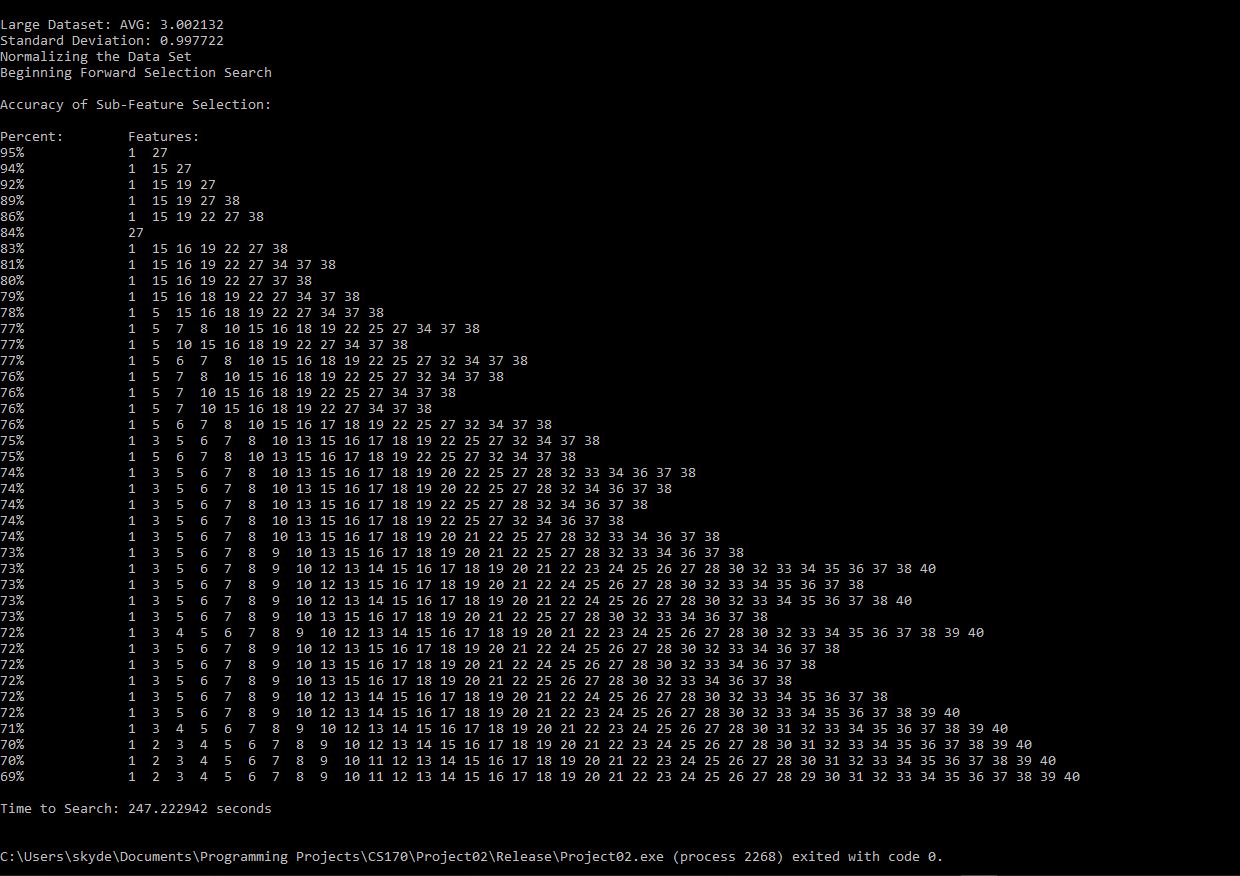 Large Dataset: AVG: 3.002132
Standard Deviation: 0.997722
Normalizing the Data Set
Beginning Forward Selection Search
Accuracy of Sub-Feature Selection:
Percent: Features:
95% 1 27
94% 1 15 27
92% 1 15 19 27
89% 1 15 19 27 38
86% 1 15 19 22 27 38
84% 27
83% 1 15 16 19 22 27 38
81% 1 15 16 19 22 27 34 37 38
80% 1 15 16 19 22 27 37 38
79% 1 15 16 18 19 22 27 34 37 38
78% 1 5 15 16 18 19 22 27 34 37 38
77% 1 5 7 8 10 15 16 18 19 22 25 27 34 37 38
77% 1 5 10 15 16 18 19 22 27 34 37 38
77% 1 5 6 7 8 10 15 16 18 19 22 25 27 32 34 37 38
76% 1 5 7 8 10 15 16 18 19 22 25 27 32 34 37 38
76% 1 5 7 10 15 16 18 19 22 25 27 34 37 38
76% 1 5 7 10 15 16 18 19 22 27 34 37 38
76% 1 5 6 7 8 10 15 16 17 18 19 22 25 27 32 34 37 38
75% 1 3 5 6 7 8 10 13 15 16 17 18 19 22 25 27 32 34 37 38
75% 1 5 6 7 8 10 13 15 16 17 18 19 22 25 27 32 34 37 38
74% 1 3 5 6 7 8 10 13 15 16 17 18 19 20 22 25 27 28 32 33 34 36 37 38
74% 1 3 5 6 7 8 10 13 15 16 17 18 19 20 22 25 27 28 32 34 36 37 38
74% 1 3 5 6 7 8 10 13 15 16 17 18 19 22 25 27 28 32 34 36 37 38
74% 1 3 5 6 7 8 10 13 15 16 17 18 19 22 25 27 32 34 36 37 38
74% 1 3 5 6 7 8 10 13 15 16 17 18 19 20 21 22 25 27 28 32 33 34 36 37 38
73% 1 3 5 6 7 8 9 10 13 15 16 17 18 19 20 21 22 25 27 28 32 33 34 36 37 38
73% 1 3 5 6 7 8 9 10 12 13 14 15 16 17 18 19 20 21 22 23 24 25 26 27 28 30 32 33 34 35 36 37 38 40
73% 1 3 5 6 7 8 9 10 12 13 15 16 17 18 19 20 21 22 24 25 26 27 28 30 32 33 34 35 36 37 38
73% 1 3 5 6 7 8 9 10 12 13 14 15 16 17 18 19 20 21 22 24 25 26 27 28 30 32 33 34 35 36 37 38 40
73% 1 3 5 6 7 8 9 10 13 15 16 17 18 19 20 21 22 25 27 28 30 32 33 34 36 37 38
72% 1 3 4 5 6 7 8 9 10 12 13 14 15 16 17 18 19 20 21 22 23 24 25 26 27 28 30 32 33 34 35 36 37 38 39 40
72% 1 3 5 6 7 8 9 10 12 13 15 16 17 18 19 20 21 22 24 25 26 27 28 30 32 33 34 36 37 38
72% 1 3 5 6 7 8 9 10 13 15 16 17 18 19 20 21 22 24 25 26 27 28 30 32 33 34 36 37 38
72% 1 3 5 6 7 8 9 10 13 15 16 17 18 19 20 21 22 25 26 27 28 30 32 33 34 36 37 38
72% 1 3 5 6 7 8 9 10 12 13 14 15 16 17 18 19 20 21 22 24 25 26 27 28 30 32 33 34 35 36 37 38
72% 1 3 5 6 7 8 9 10 12 13 14 15 16 17 18 19 20 21 22 23 24 25 26 27 28 30 32 33 34 35 36 37 38 39 40
71% 1 3 4 5 6 7 8 9 10 12 13 14 15 16 17 18 19 20 21 22 23 24 25 26 27 28 30 31 32 33 34 35 36 37 38 39 40
70% 1 2 3 4 5 6 7 8 9 10 12 13 14 15 16 17 18 19 20 21 22 23 24 25 26 27 28 30 31 32 33 34 35 36 37 38 39 40
70% 1 2 3 4 5 6 7 8 9 10 11 12 13 14 15 16 17 18 19 20 21 22 23 24 25 26 27 28 30 31 32 33 34 35 36 37 38 39 40
69% 1 2 3 4 5 6 7 8 9 10 11 12 13 14 15 16 17 18 19 20 21 22 23 24 25 26 27 28 29 30 31 32 33 34 35 36 37 38 39 40
Time to Search: 247.222942 seconds
C:\Users\skyde\Documents\Programming Projects\CS170\Project02\Release\Project02.exe (process 2268) exited with code 0.